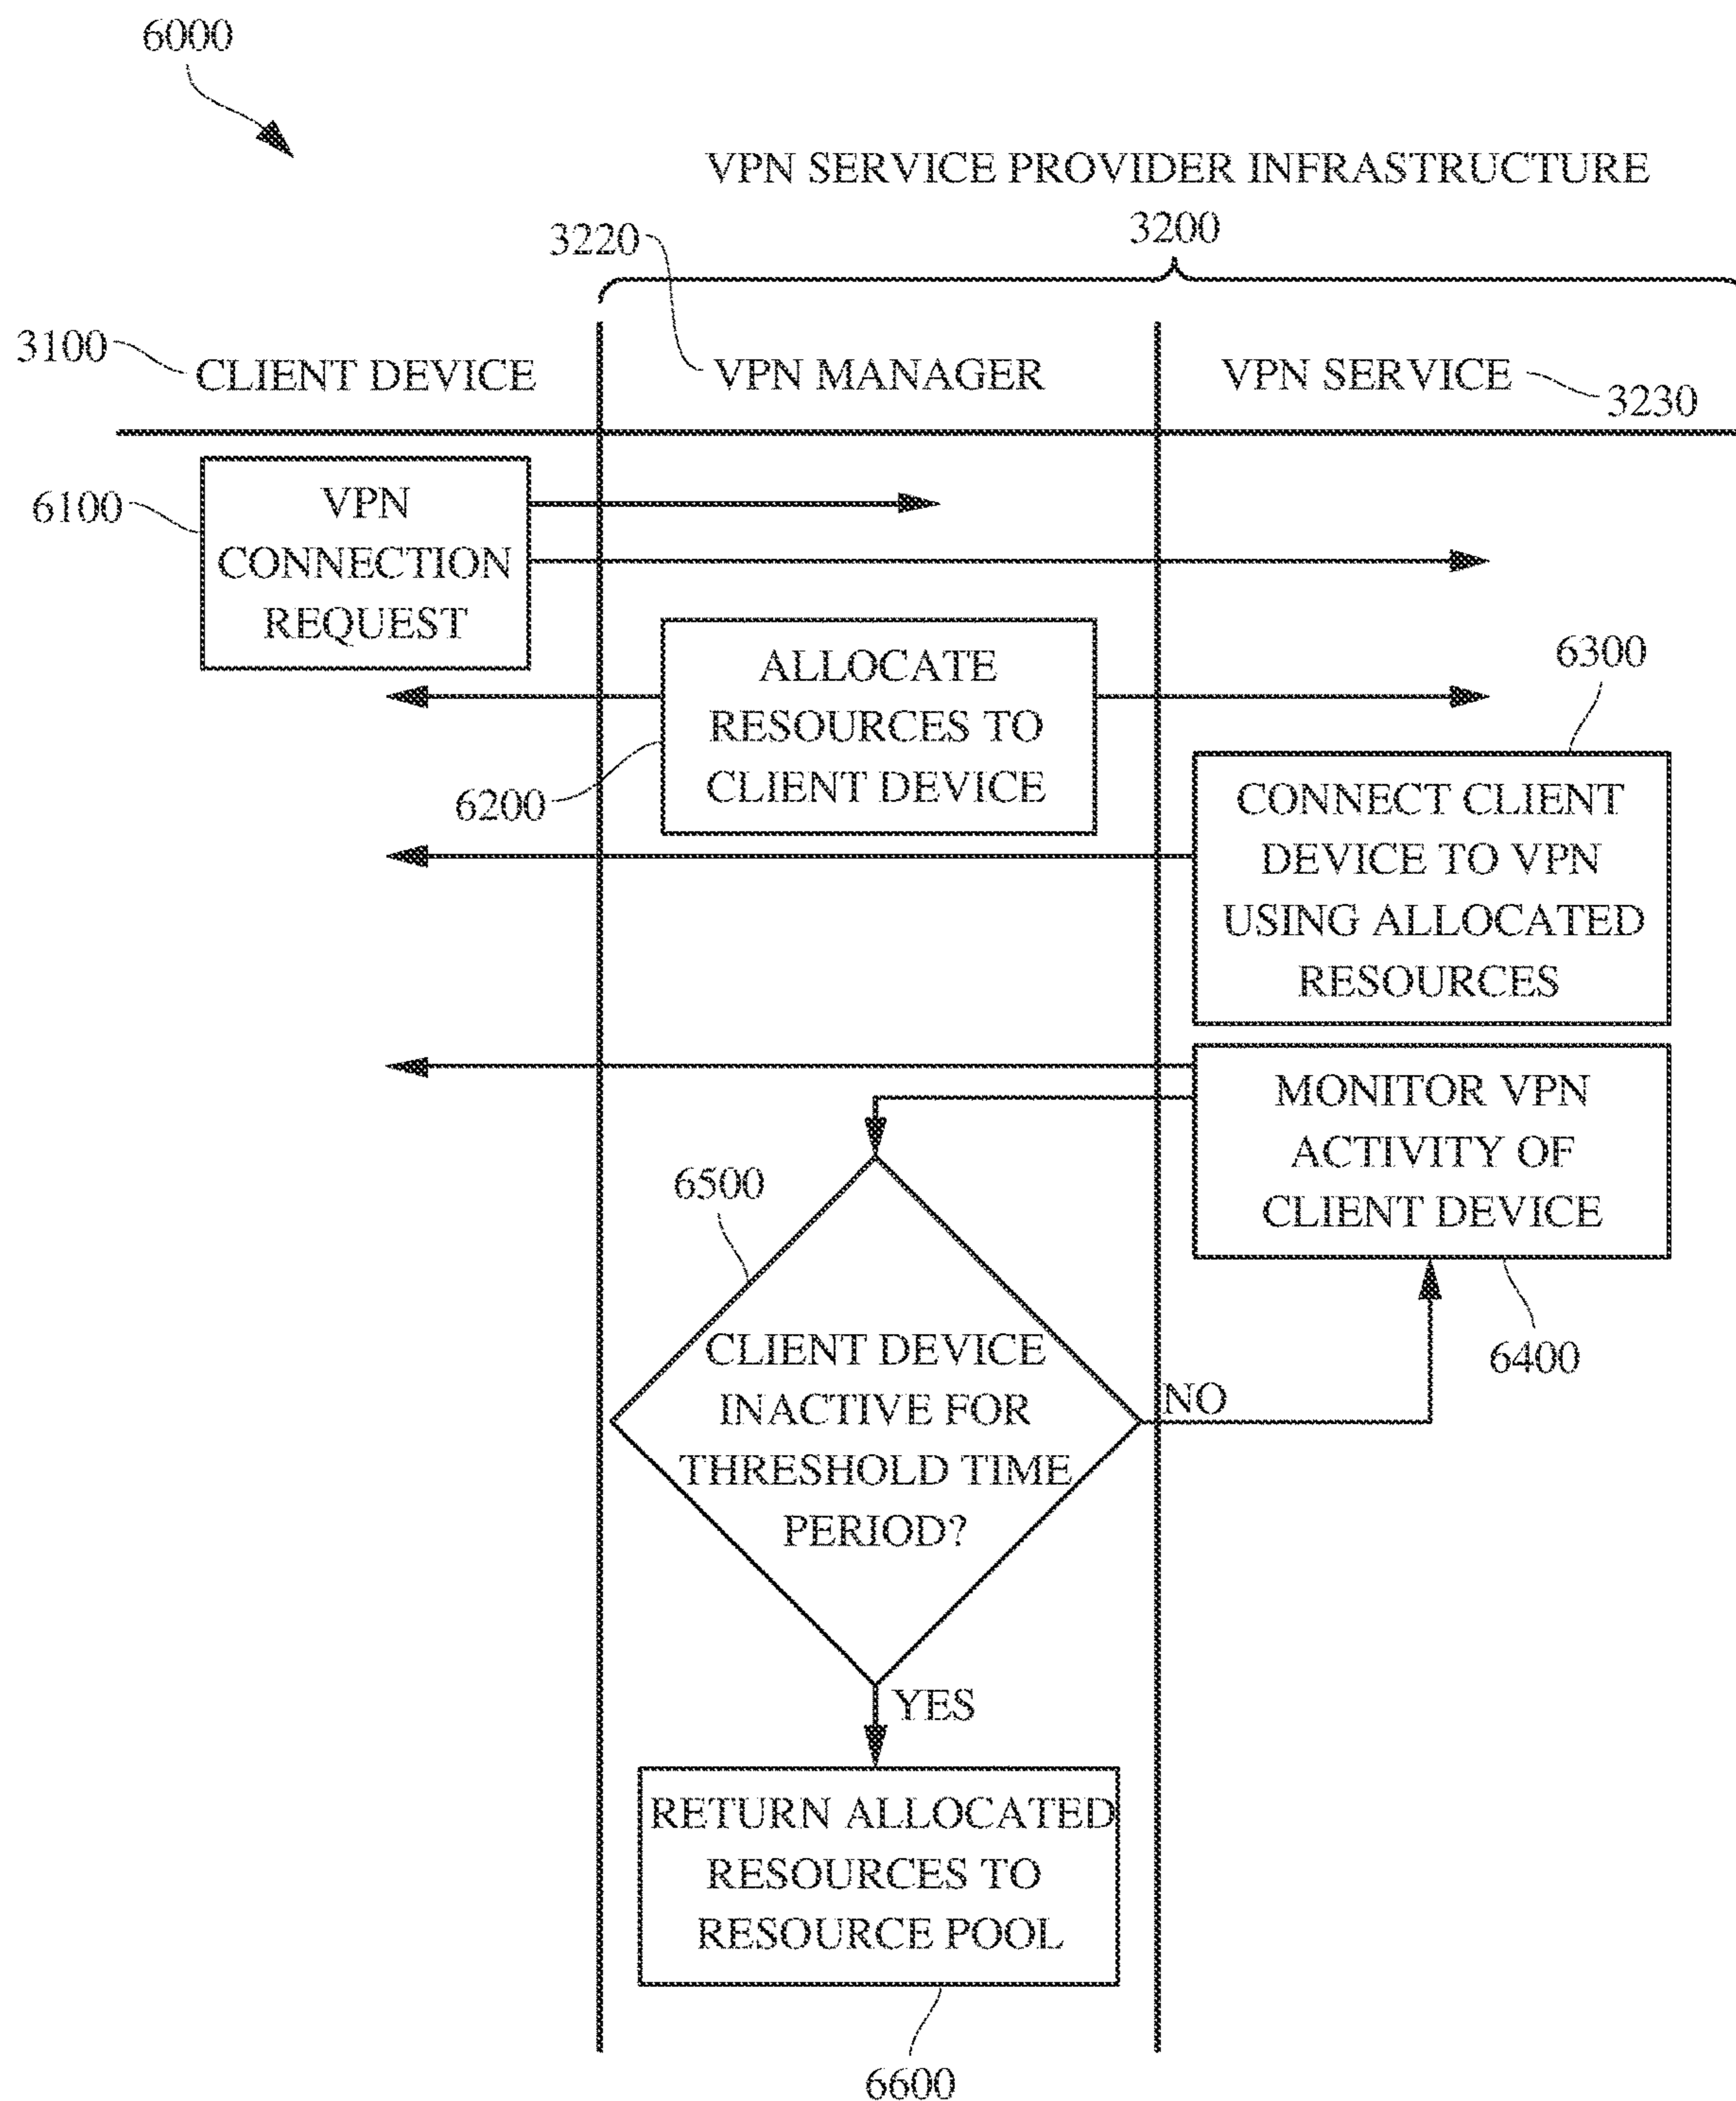 6000
VPN SERVICE PROVIDER INFRASTRUCTURE
3200
3220
3100
CLIENT DEVICE
VPN MANAGER
VPN SERVICE
3230
6100
VPN
CONNECTION
REQUEST
ALLOCATE
RESOURCES TO
CLIENT DEVICE
6200
6300
CONNECT CLIENT
DEVICE TO VPN
USING ALLOCATED
RESOURCES
MONITOR VPN
ACTIVITY OF
CLIENT DEVICE
6400
6500
CLIENT DEVICE
INACTIVE FOR
THRESHOLD TIME
PERIOD?
NO
YES
RETURN ALLOCATED
RESOURCES TO
RESOURCE POOL
6600